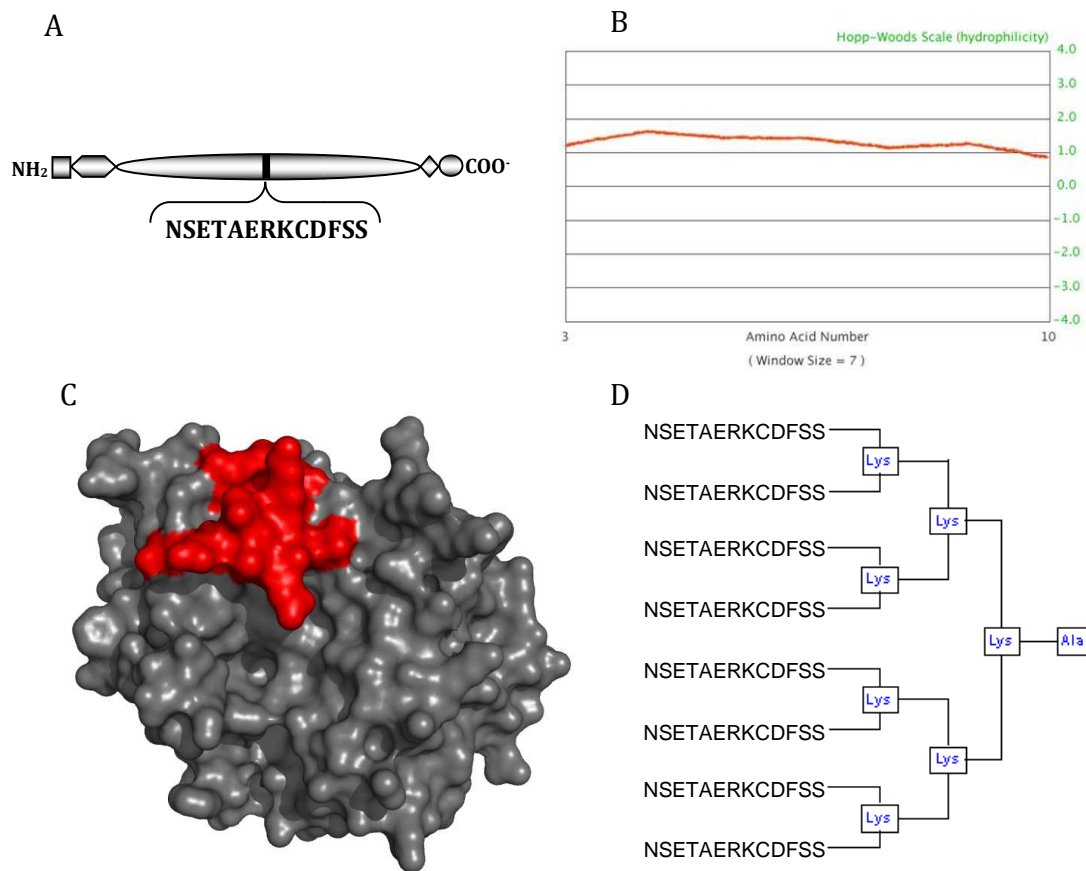 A
NH₂
COO⁻
NSETAERKCDFSS
B
Hopp-Woods Scale (hydrophilicity)
4.0
3.0
2.0
1.0
0.0
-1.0
-2.0
-3.0
-4.0
3
Amino Acid Number
10
( Window Size = 7 )
C
D
NSETAERKCDFSS
Lys
NSETAERKCDFSS
Lys
NSETAERKCDFSS
Lys
NSETAERKCDFSS
Lys
Ala
NSETAERKCDFSS
Lys
NSETAERKCDFSS
Lys
NSETAERKCDFSS
Lys
NSETAERKCDFSS